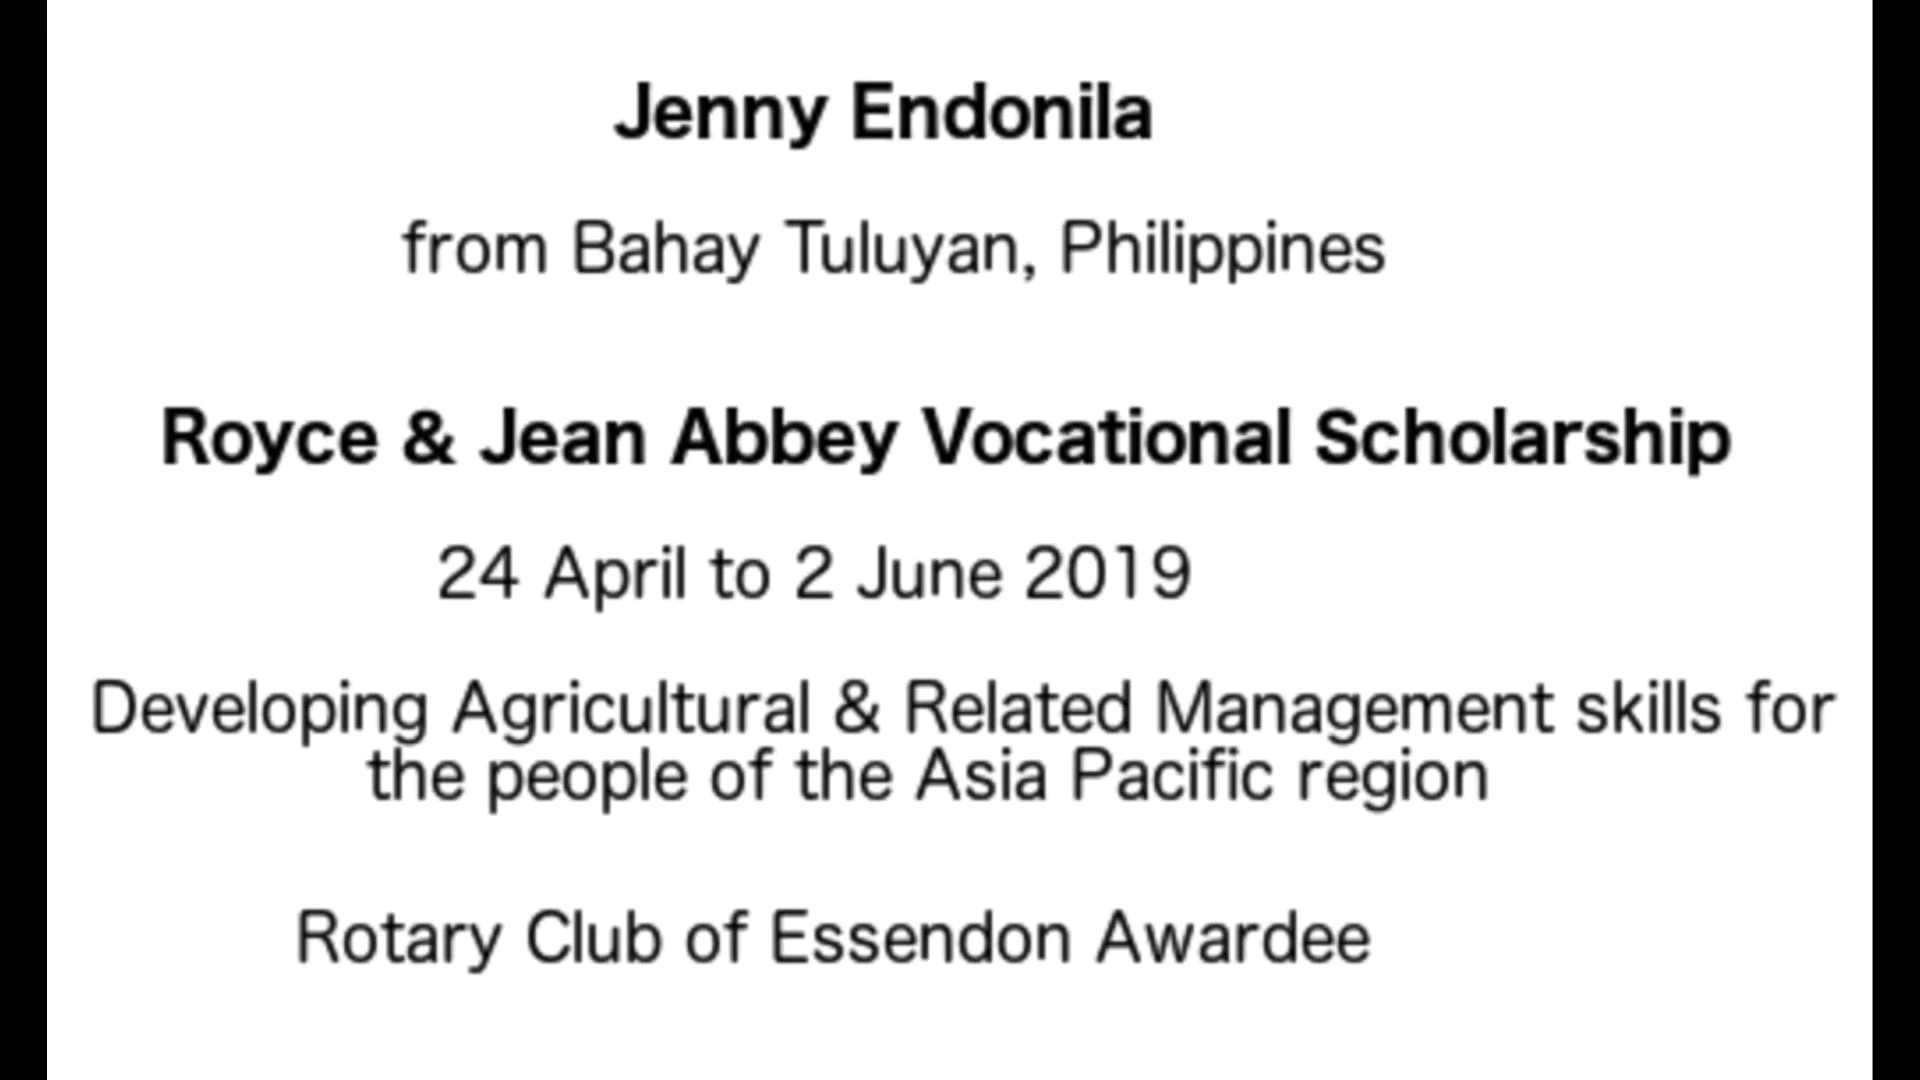 Jenny Endonila
from Bahay Tuluyan, Philippines
Royce & Jean Abbey Vocational Scholarship
24 April to 2 June 2019
Developing Agricultural & Related Management skills for
the people of the Asia Pacific region
Rotary Club of Essendon Awardee